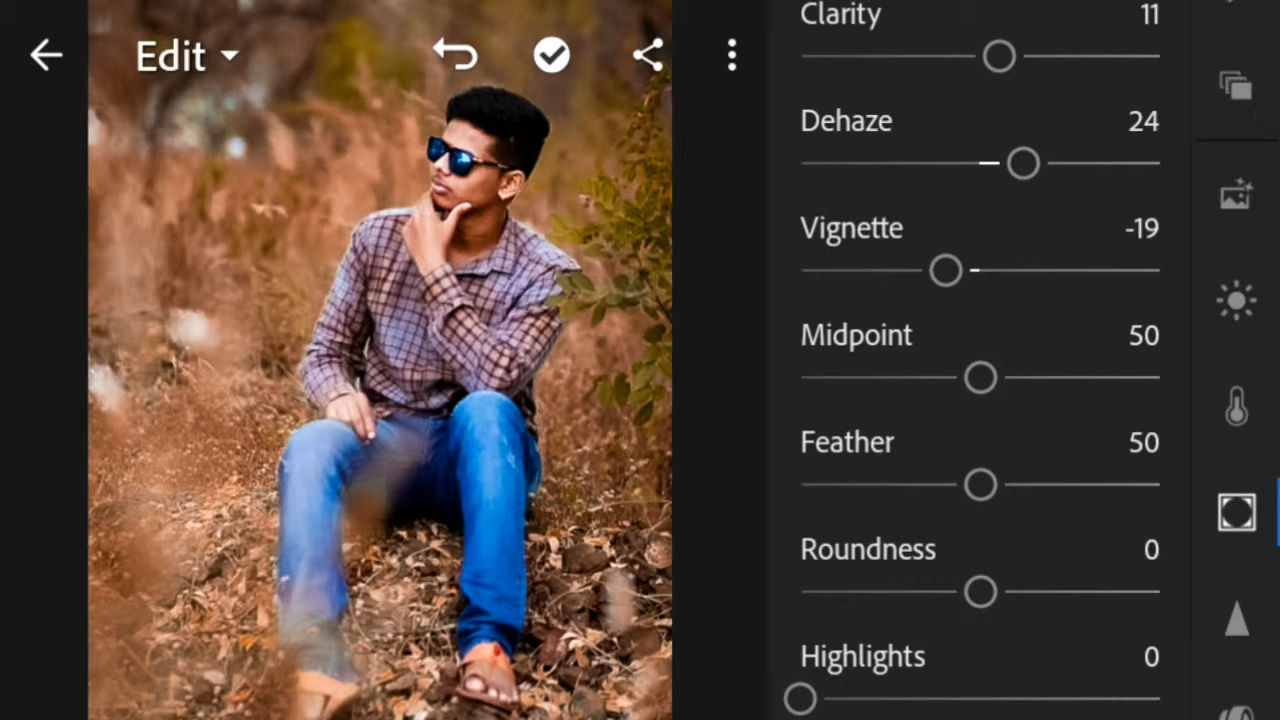 Edit
Clarity 11
Dehaze 24
Vignette -19
Midpoint 50
Feather 50
Roundness 0
Highlights 0